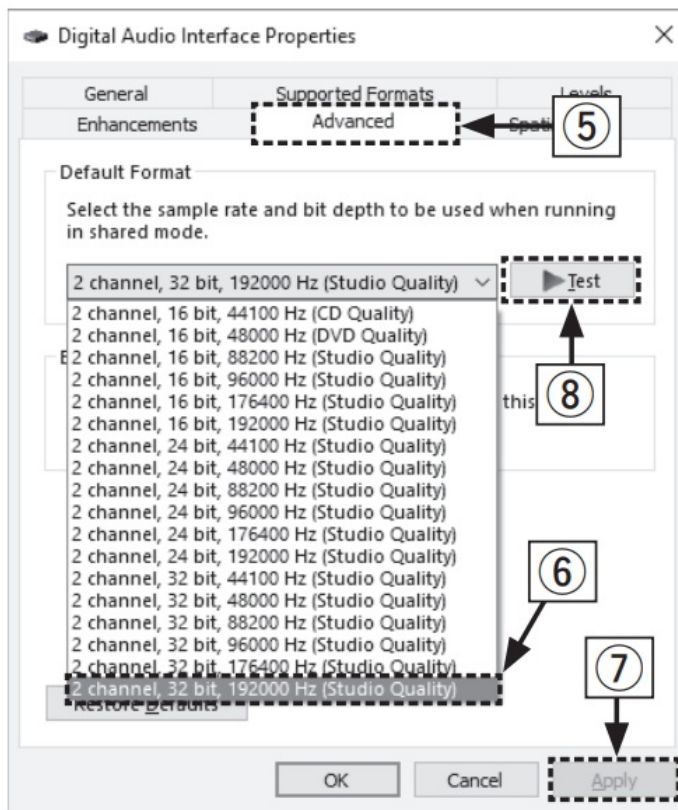 Digital Audio Interface Properties
General Supported Formats Levels
Enhancements Advanced Spati
5
Default Format
Select the sample rate and bit depth to be used when running
in shared mode.
2 channel, 32 bit, 192000 Hz (Studio Quality)
Test
2 channel, 16 bit, 44100 Hz (CD Quality)
2 channel, 16 bit, 48000 Hz (DVD Quality)
E
2 channel, 16 bit, 88200 Hz (Studio Quality)
2 channel, 16 bit, 96000 Hz (Studio Quality)
8
2 channel, 16 bit, 176400 Hz (Studio Quality)
this
2 channel, 16 bit, 192000 Hz (Studio Quality)
2 channel, 24 bit, 44100 Hz (Studio Quality)
2 channel, 24 bit, 48000 Hz (Studio Quality)
2 channel, 24 bit, 88200 Hz (Studio Quality)
2 channel, 24 bit, 96000 Hz (Studio Quality)
2 channel, 24 bit, 176400 Hz (Studio Quality)
2 channel, 24 bit, 192000 Hz (Studio Quality)
2 channel, 32 bit, 44100 Hz (Studio Quality)
6
2 channel, 32 bit, 48000 Hz (Studio Quality)
2 channel, 32 bit, 88200 Hz (Studio Quality)
2 channel, 32 bit, 96000 Hz (Studio Quality)
2 channel, 32 bit, 176400 Hz (Studio Quality)
7
2 channel, 32 bit, 192000 Hz (Studio Quality)
Restore Defaults
OK Cancel Apply